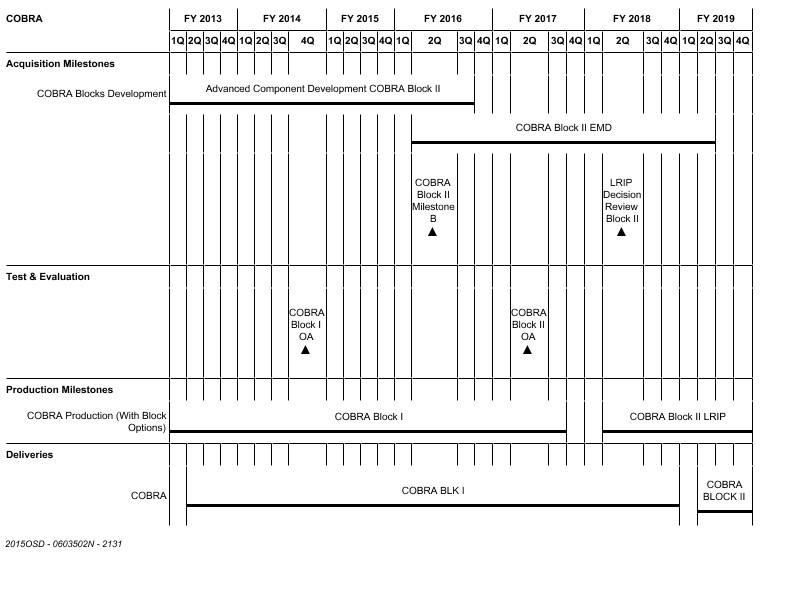 COBRA FY 2013 FY 2014 FY 2015 FY 2016 FY 2017 FY 2018 FY 2019
1Q 2Q 3Q 4Q 1Q 2Q 3Q 4Q 1Q 2Q 3Q 4Q 1Q 2Q 3Q 4Q 1Q 2Q 3Q 4Q 1Q 2Q 3Q 4Q 1Q 2Q 3Q 4Q
Acquisition Milestones
COBRA Blocks Development
Advanced Component Development COBRA Block II
COBRA Block II EMD
COBRA
Block II
Milestone
B
LRIP
Decision
Review
Block II
Test & Evaluation
COBRA
Block I
OA
COBRA
Block II
OA
Production Milestones
COBRA Production (With Block
Options)
COBRA Block I
COBRA Block II LRIP
Deliveries
COBRA
COBRA BLK I
COBRA
BLOCK II
2015OSD - 0603502N - 2131